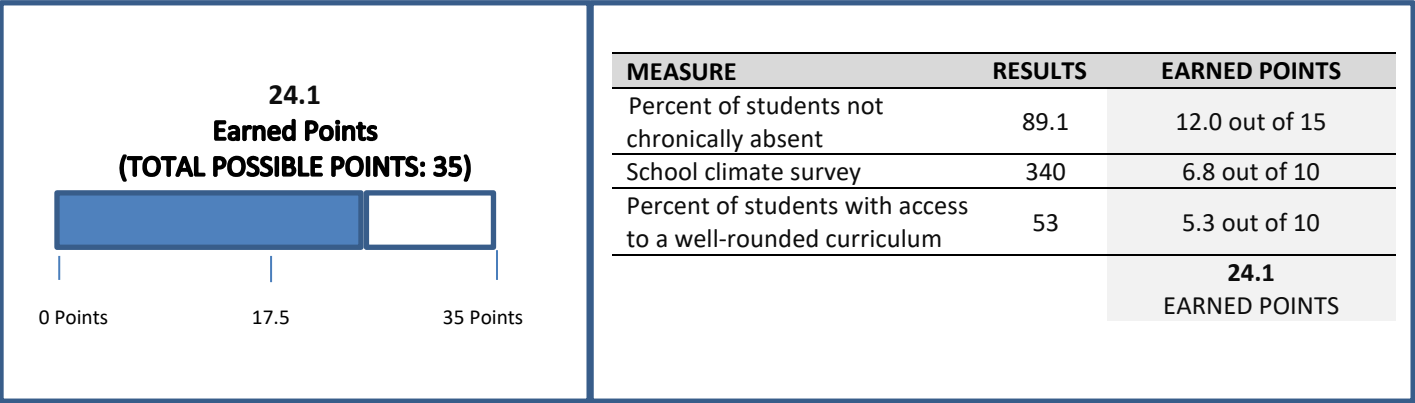 24.1
Earned Points
(TOTAL POSSIBLE POINTS: 35)
0 Points 17.5 35 Points
MEASURE RESULTS EARNED POINTS
Percent of students not
chronically absent 89.1 12.0 out of 15
School climate survey 340 6.8 out of 10
Percent of students with access
to a well-rounded curriculum 53 5.3 out of 10
24.1
EARNED POINTS